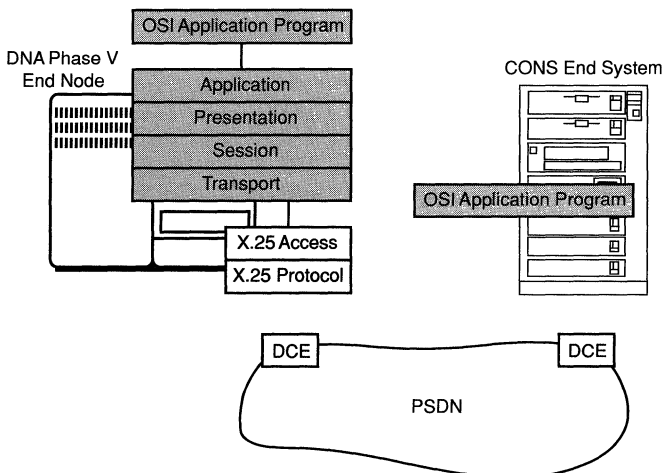 OSI Application Program
DNA Phase V
End Node
Application
Presentation
Session
Transport
X.25 Access
X.25 Protocol
CONS End System
OSI Application Program
DCE
DCE
PSDN